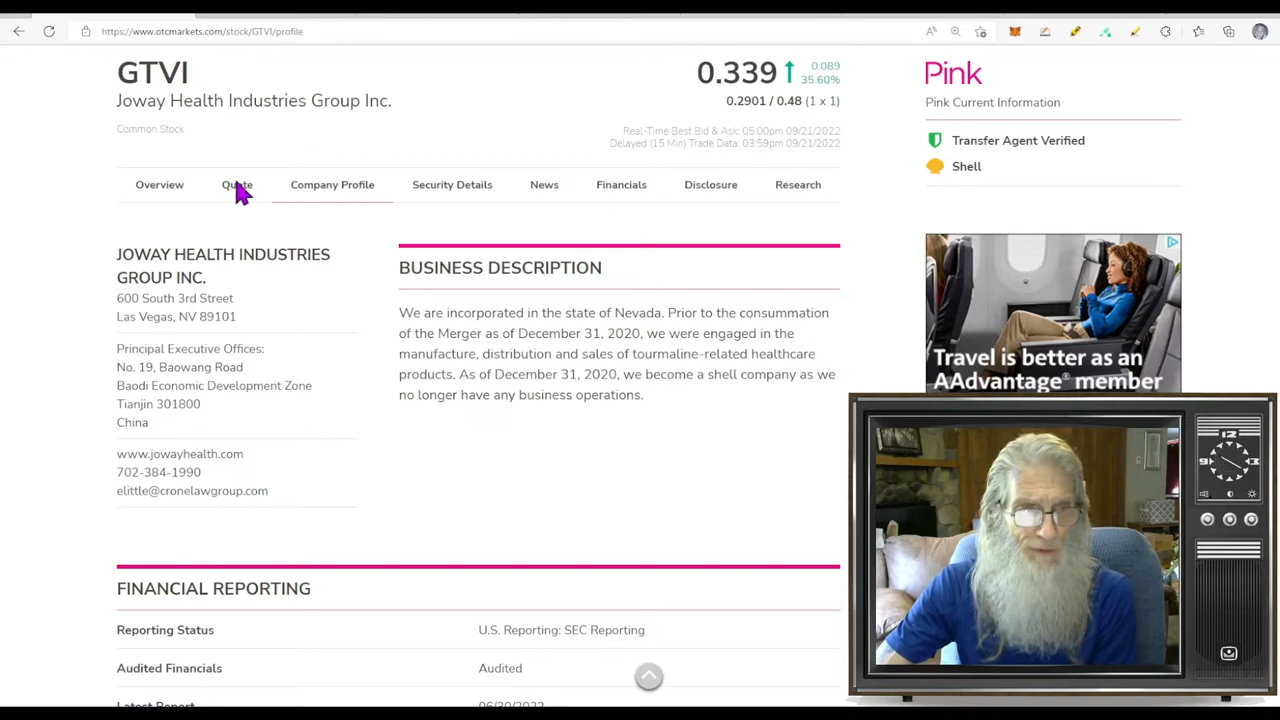 https://www.otcmarkets.com/stock/GTVI/profile
GTVI
Joway Health Industries Group Inc.
Common Stock
0.339
0.089
35.60%
0.2901 / 0.48 (1 x 1)
Real-Time Best Bid & Ask: 05:00pm 09/21/2022
Delayed (15 Min) Trade Data: 03:59pm 09/21/2022
Pink
Pink Current Information
Transfer Agent Verified
Shell
Overview Quote Company Profile Security Details News Financials Disclosure Research
JOWAY HEALTH INDUSTRIES
GROUP INC.
600 South 3rd Street
Las Vegas, NV 89101
Principal Executive Offices:
No. 19, Baowang Road
Baodi Economic Development Zone
Tianjin 301800
China
www.jowayhealth.com
702-384-1990
elittle@cronelawgroup.com
BUSINESS DESCRIPTION
We are incorporated in the state of Nevada. Prior to the consummation
of the Merger as of December 31, 2020, we were engaged in the
manufacture, distribution and sales of tourmaline-related healthcare
products. As of December 31, 2020, we become a shell company as we
no longer have any business operations.
Travel is better as an
AAdvantage® member
12
9 3
FINANCIAL REPORTING
Reporting Status U.S. Reporting: SEC Reporting
Audited Financials Audited
Latest Report 06/30/2022